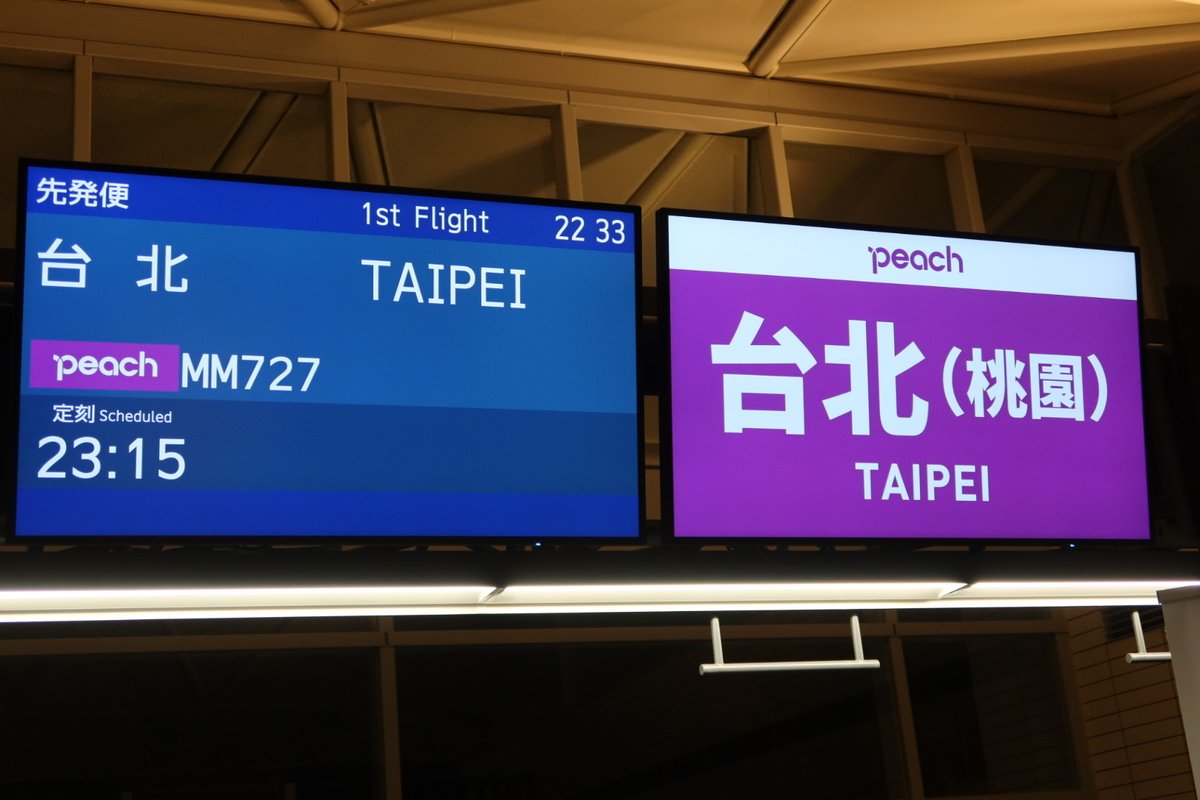 先発便 1st Flight 22 33
台 北 TAIPEI
peach MM727
定刻 Scheduled
23:15
peach
台北(桃園)
TAIPEI